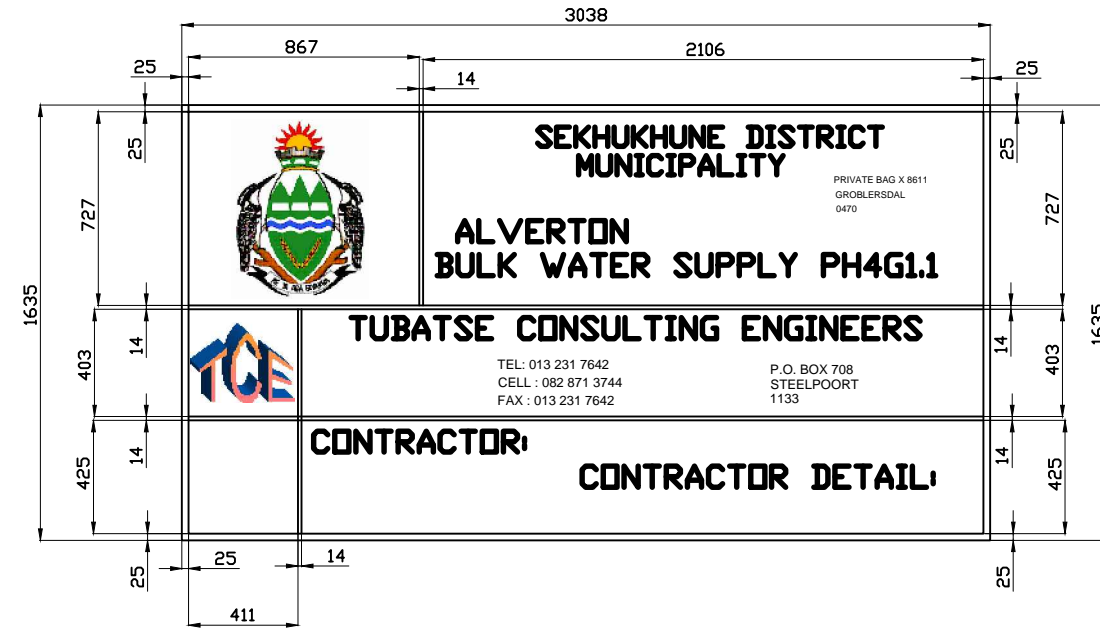 3038
867
2106
25
14
25
SEKHUKHUNE DISTRICT
MUNICIPALITY
PRIVATE BAG X 8611
GROBLERSDAL
0470
ALVERTON
BULK WATER SUPPLY PH4G1.1
25
727
25
727
1635
1635
TCE
TUBATSE CONSULTING ENGINEERS
TEL: 013 231 7642
CELL : 082 871 3744
FAX : 013 231 7642
P.O. BOX 708
STEELPOORT
1133
14
403
14
403
CONTRACTOR:
CONTRACTOR DETAIL:
14
425
14
425
25
14
25
25
411